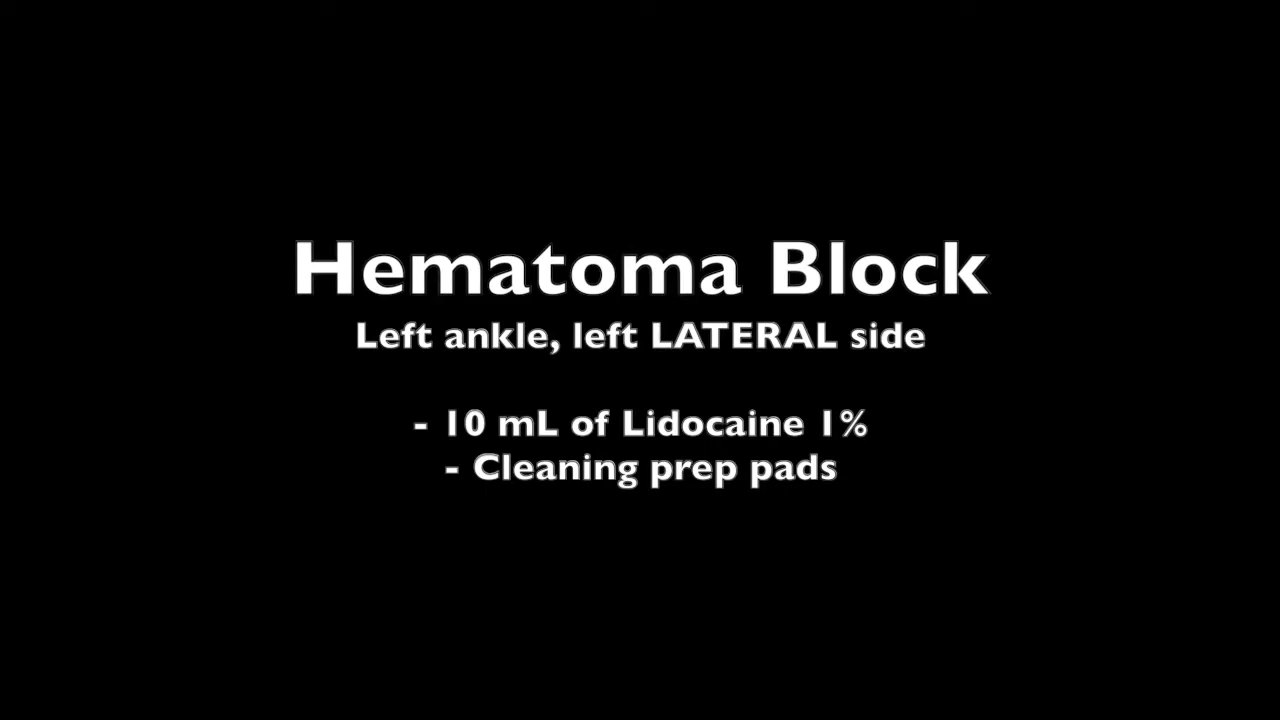 Hematoma Block
Left ankle, left LATERAL side
- 10 mL of Lidocaine 1%
- Cleaning prep pads